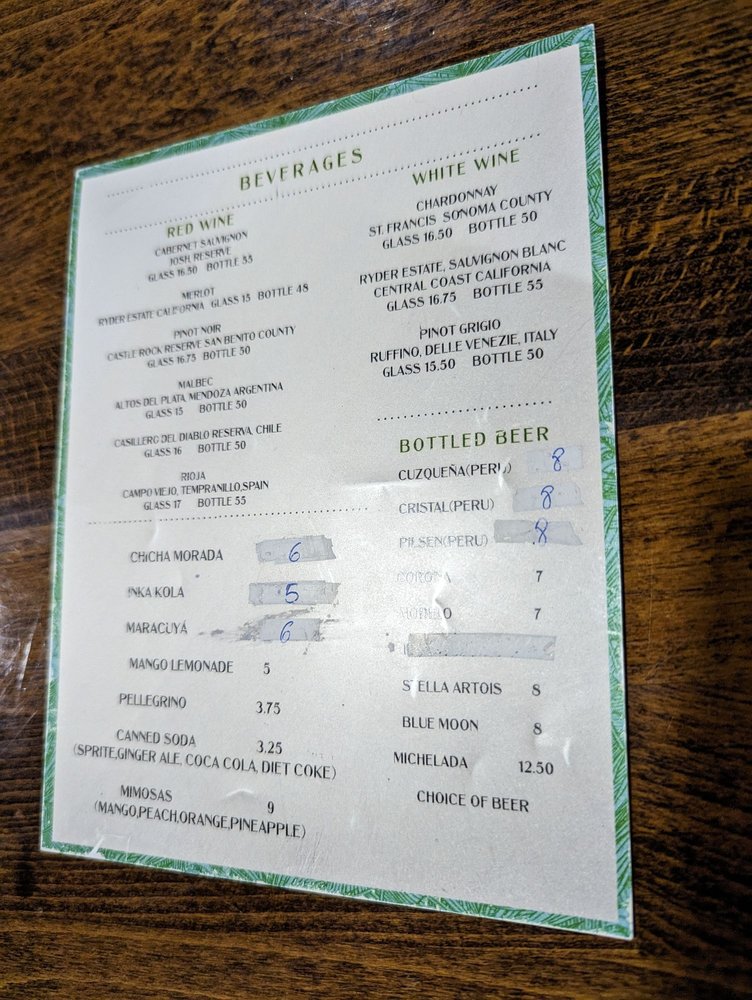 BEVERAGES
RED WINE
CABERNET SAUVIGNON
JOSH, RESERVE
GLASS 16.50 BOTTLE 55
MERLOT
RYDER ESTATE CALIFORNIA GLASS 15 BOTTLE 48
PINOT NOIR
CASTLE ROCK RESERVE SAN BENITO COUNTY
GLASS 16.75 BOTTLE 50
MALBEC
ALTOS DEL PLATA, MENDOZA ARGENTINA
GLASS 15 BOTTLE 50
CASILLERO DEL DIABLO RESERVA, CHILE
GLASS 16 BOTTLE 50
RIOJA
CAMPO VIEJO, TEMPRANILLO,SPAIN
GLASS 17 BOTTLE 55
CHICHA MORADA 6
INKA KOLA 5
MARACUYÁ 6
MANGO LEMONADE 5
PELLEGRINO 3.75
CANNED SODA 3.25
(SPRITE,GINGER ALE, COCA COLA, DIET COKE)
MIMOSAS 9
(MANGO,PEACH,ORANGE,PINEAPPLE)
WHITE WINE
CHARDONNAY
ST. FRANCIS SONOMA COUNTY
GLASS 16.50 BOTTLE 50
RYDER ESTATE, SAUVIGNON BLANC
CENTRAL COAST CALIFORNIA
GLASS 16.75 BOTTLE 55
PINOT GRIGIO
RUFFINO, DELLE VENEZIE, ITALY
GLASS 15.50 BOTTLE 50
BOTTLED BEER
CUZQUEÑA(PERU) 8
CRISTAL(PERU) 8
PILSEN(PERU) 8
CORONA 7
MODELO 7
STELLA ARTOIS 8
BLUE MOON 8
MICHELADA 12.50
CHOICE OF BEER